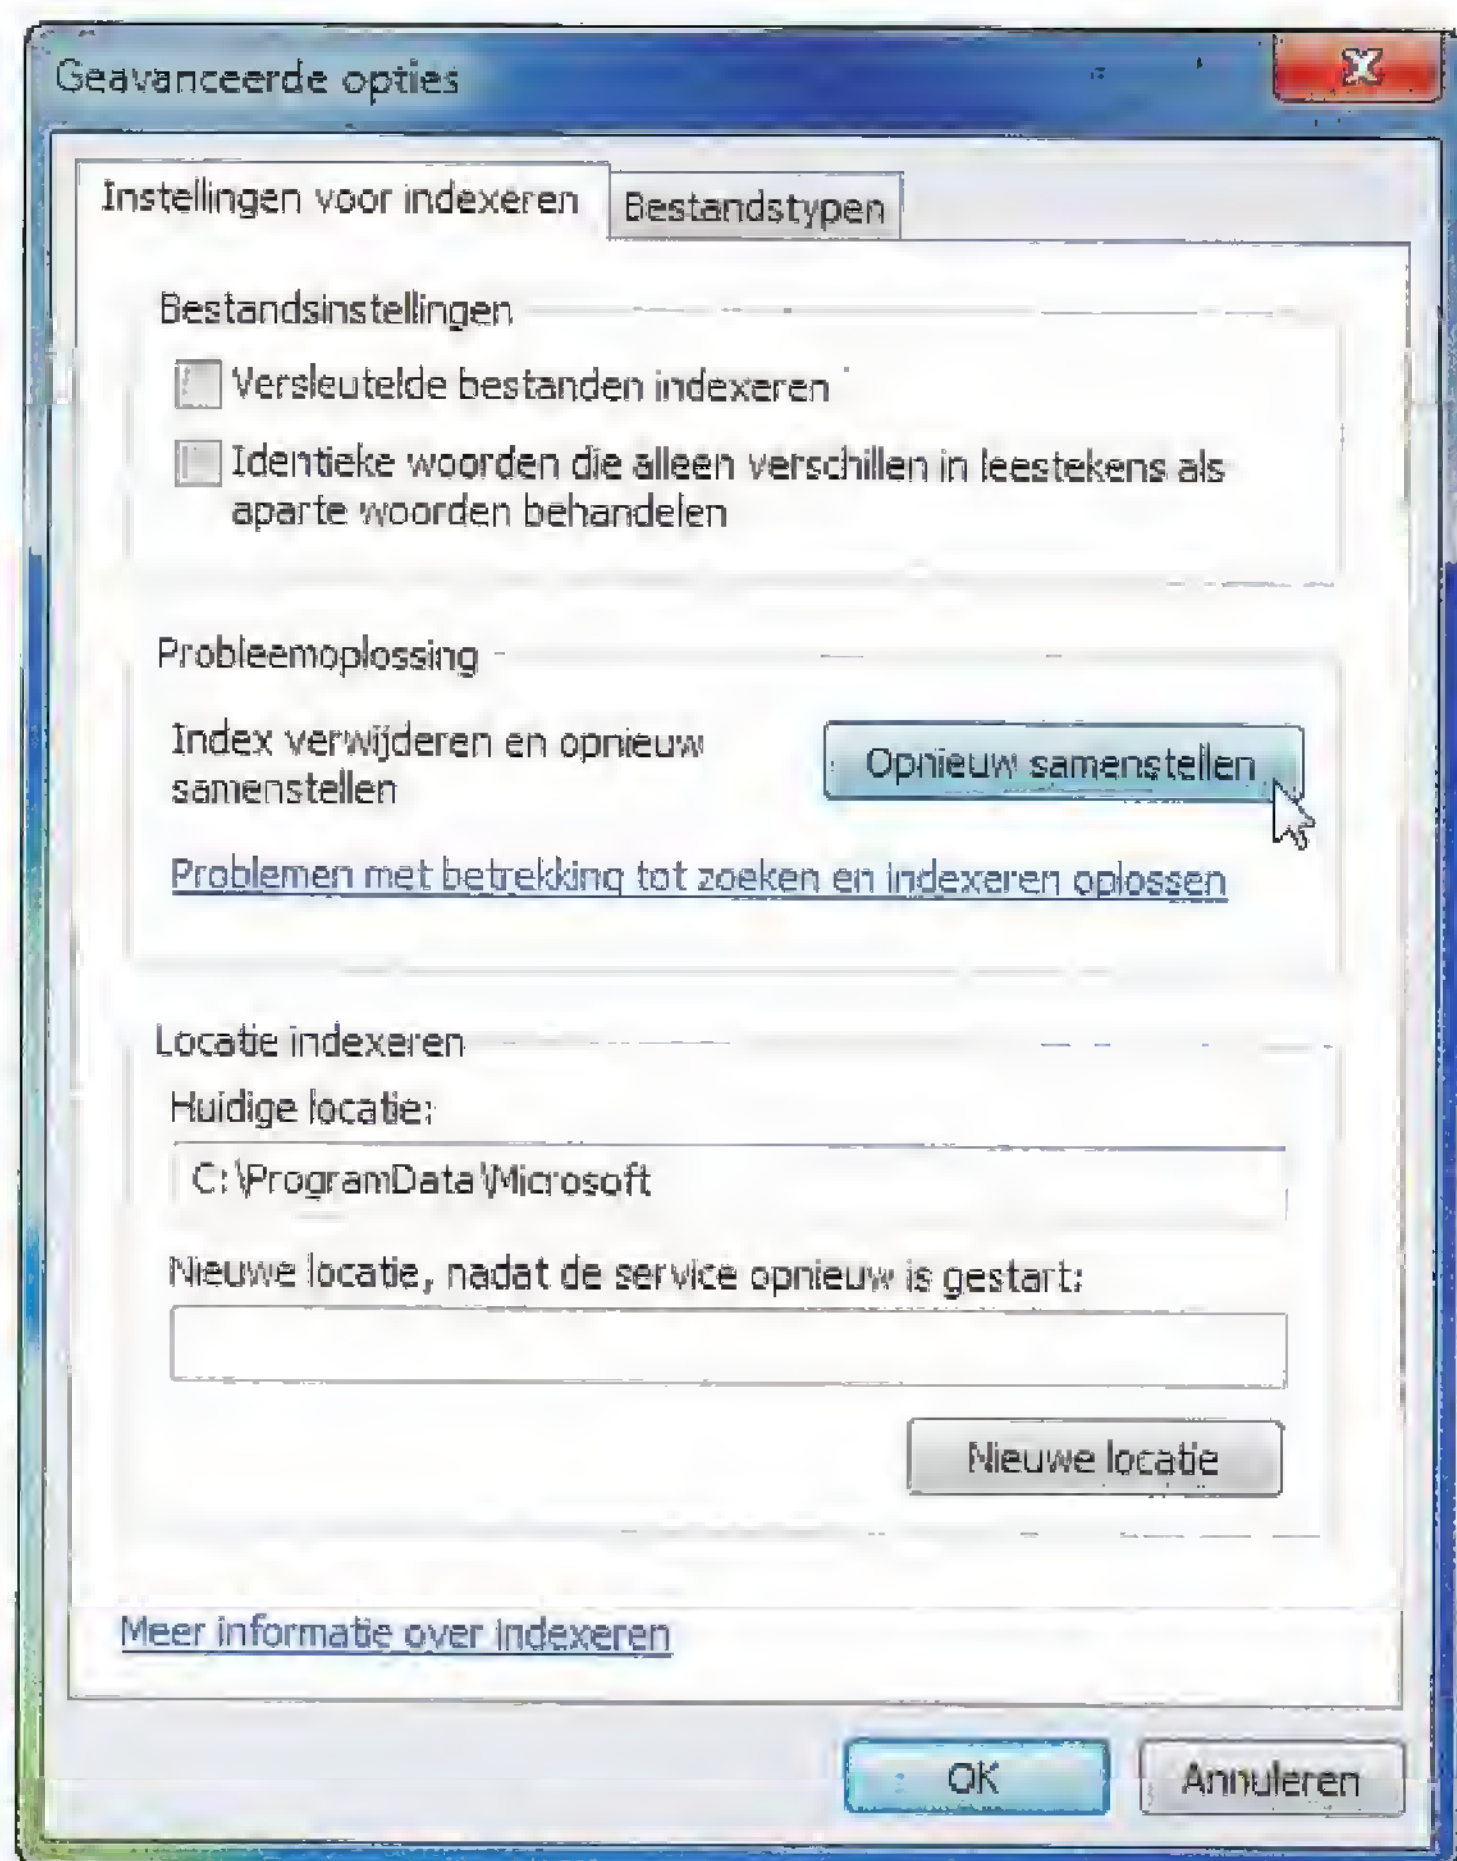 Geavanceerde opties
Instellingen voor indexeren
Bestandstypen
Bestandsinstellingen
Versleutelde bestanden indexeren
Identieke woorden die alleen verschillen in leestekens als
aparte woorden behandelen
Probleemoplossing
Index verwijderen en opnieuw
samenstellen
Opnieuw samenstellen
Problemen met betrekking tot zoeken en indexeren oplossen
Locatie indexeren
Huidige locatie:
C:\ProgramData\Microsoft
Nieuwe locatie, nadat de service opnieuw is gestart:
Nieuwe locatie
Meer informatie over indexeren
OK
Annuleren